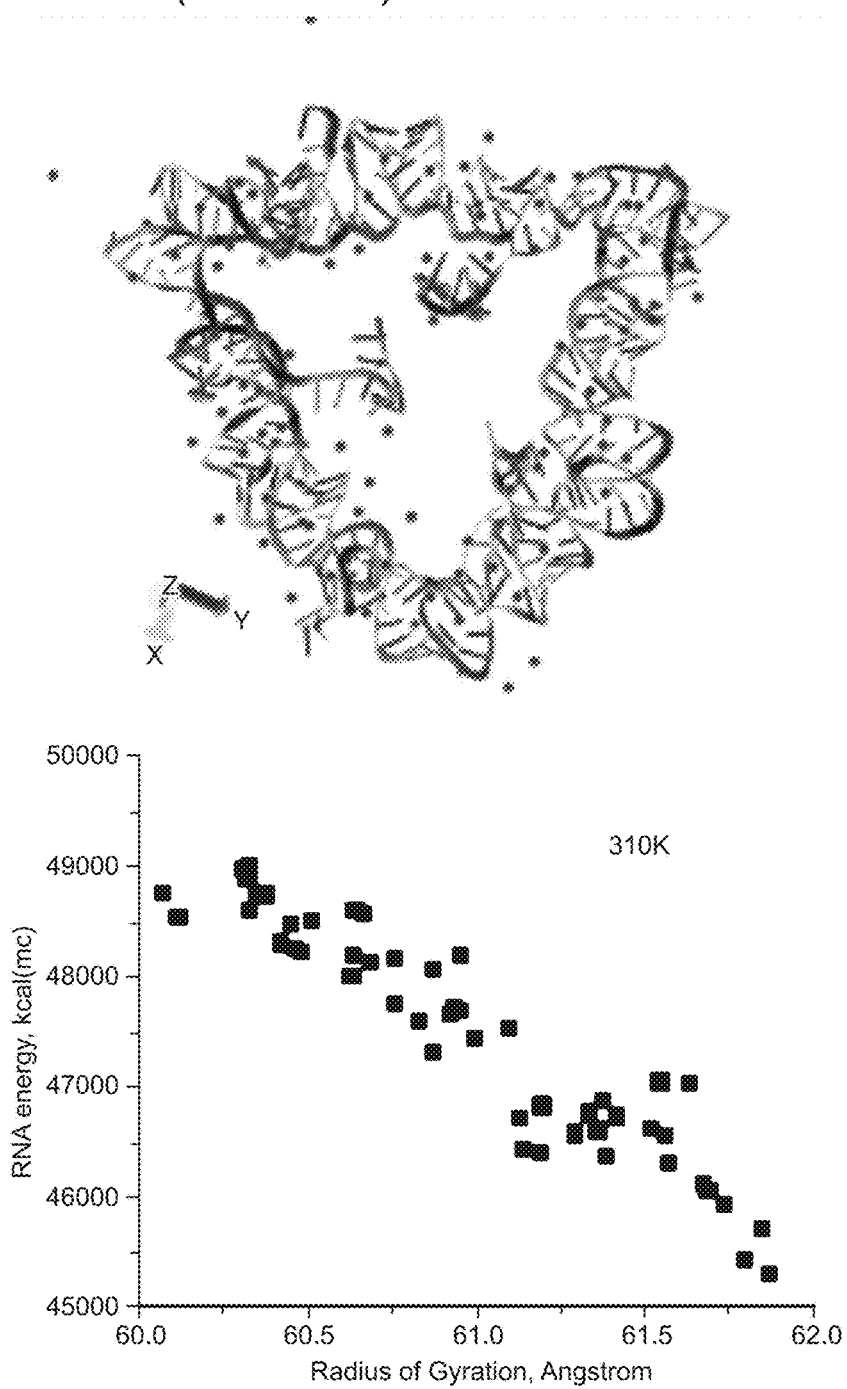 Z
Y
X
50000
49000
48000
47000
46000
45000
RNA energy, kcal(mc)
310K
60.0 60.5 61.0 61.5 62.0
Radius of Gyration, Angstrom